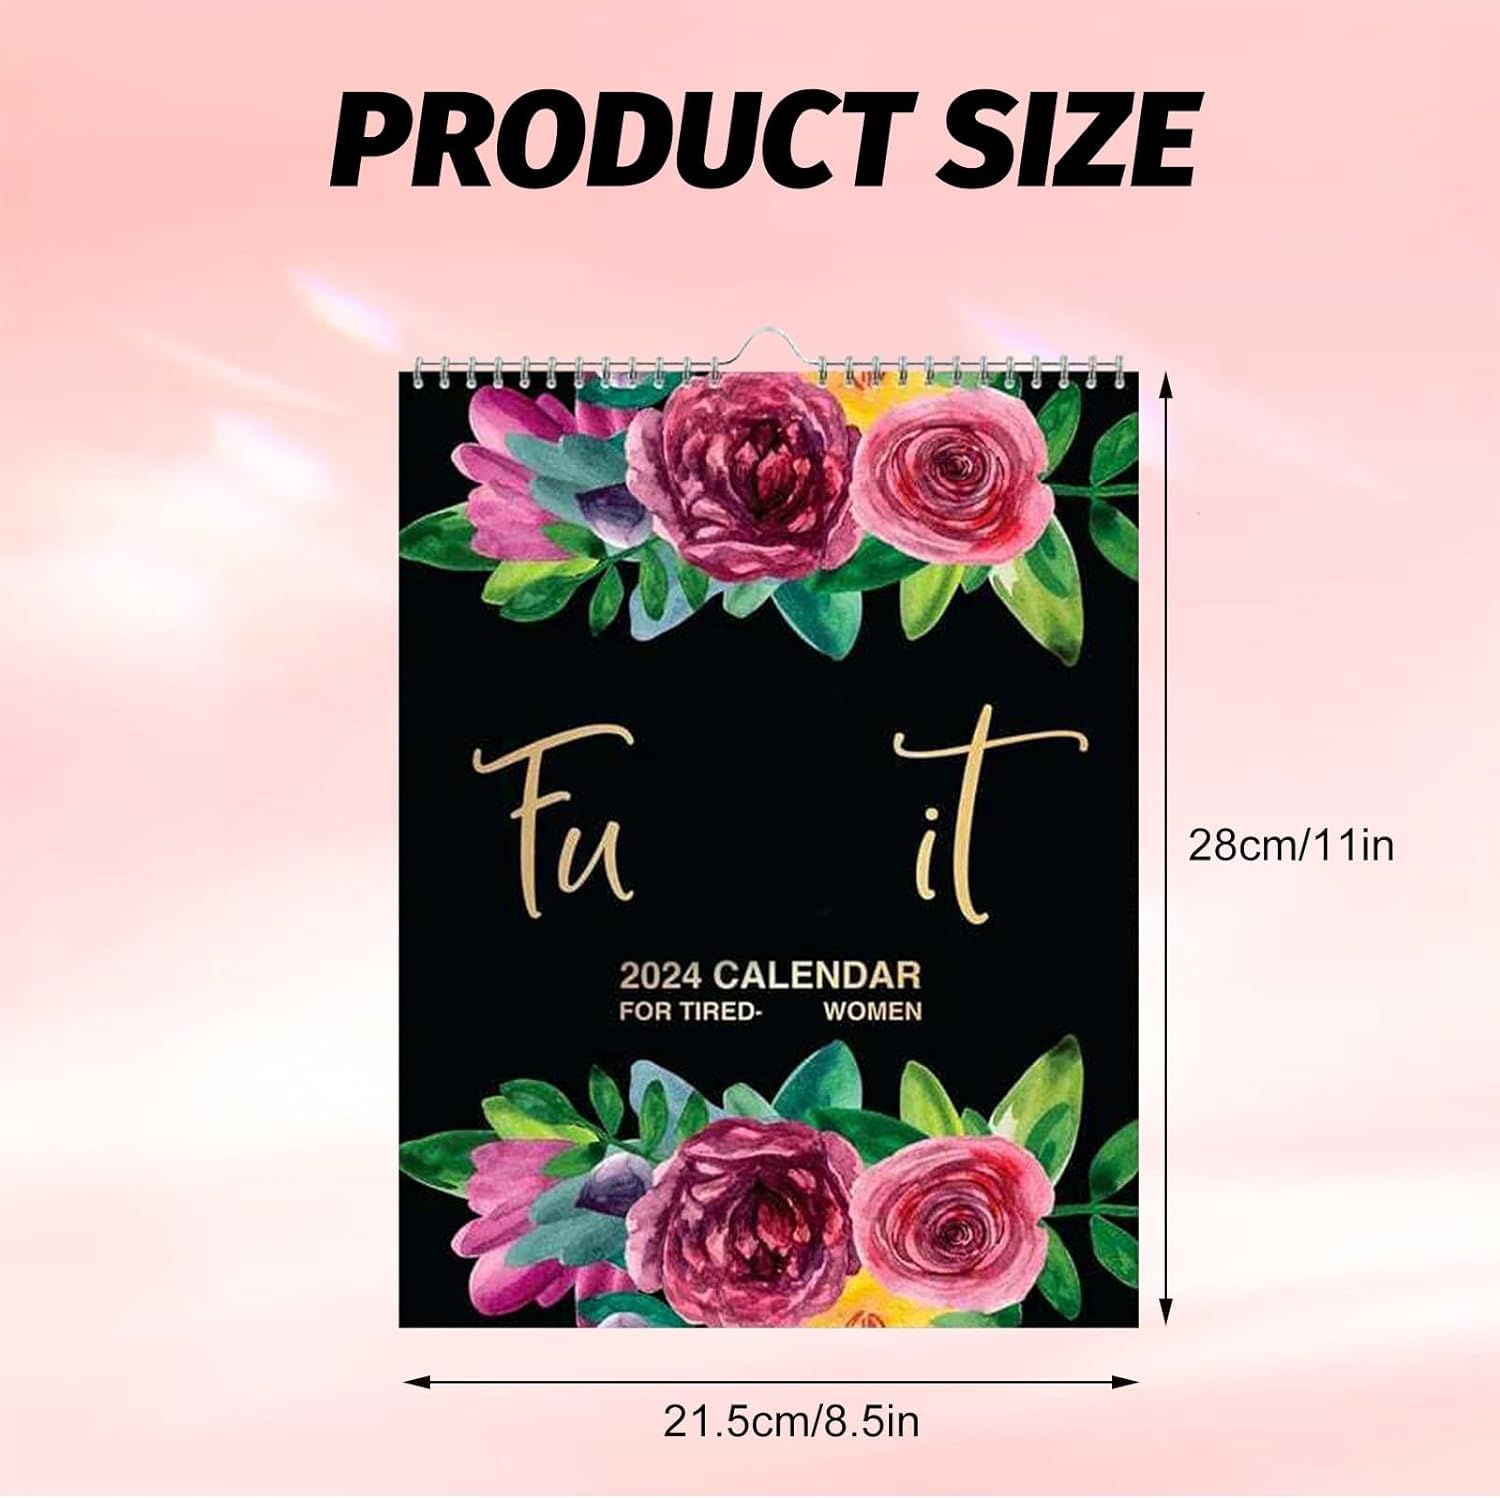 PRODUCT SIZE
Fu it
2024 CALENDAR
FOR TIRED- WOMEN
28cm/11in
21.5cm/8.5in